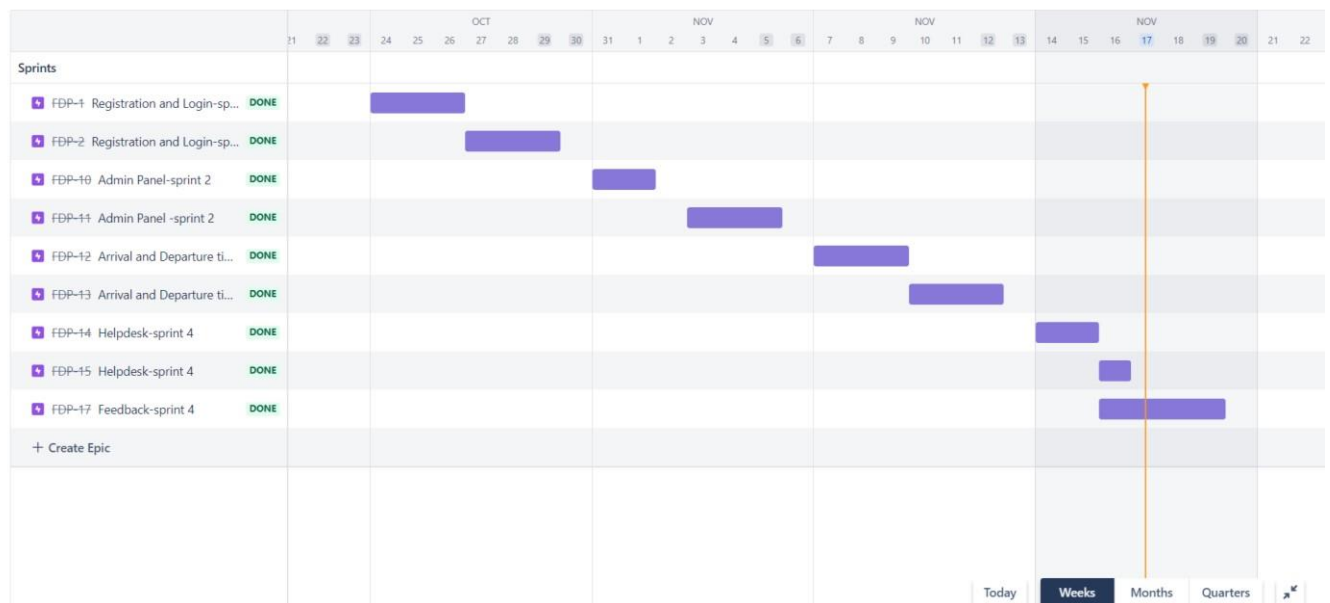 OCT NOV NOV NOV
21 22 23 24 25 26 27 28 29 30 31 1 2 3 4 5 6 7 8 9 10 11 12 13 14 15 16 17 18 19 20 21 22
Sprints
FDP-1 Registration and Login-sp... DONE
FDP-2 Registration and Login-sp... DONE
FDP-10 Admin Panel-sprint 2 DONE
FDP-11 Admin Panel -sprint 2 DONE
FDP-12 Arrival and Departure ti... DONE
FDP-13 Arrival and Departure ti... DONE
FDP-14 Helpdesk-sprint 4 DONE
FDP-15 Helpdesk-sprint 4 DONE
FDP-17 Feedback-sprint 4 DONE
+ Create Epic
Today Weeks Months Quarters